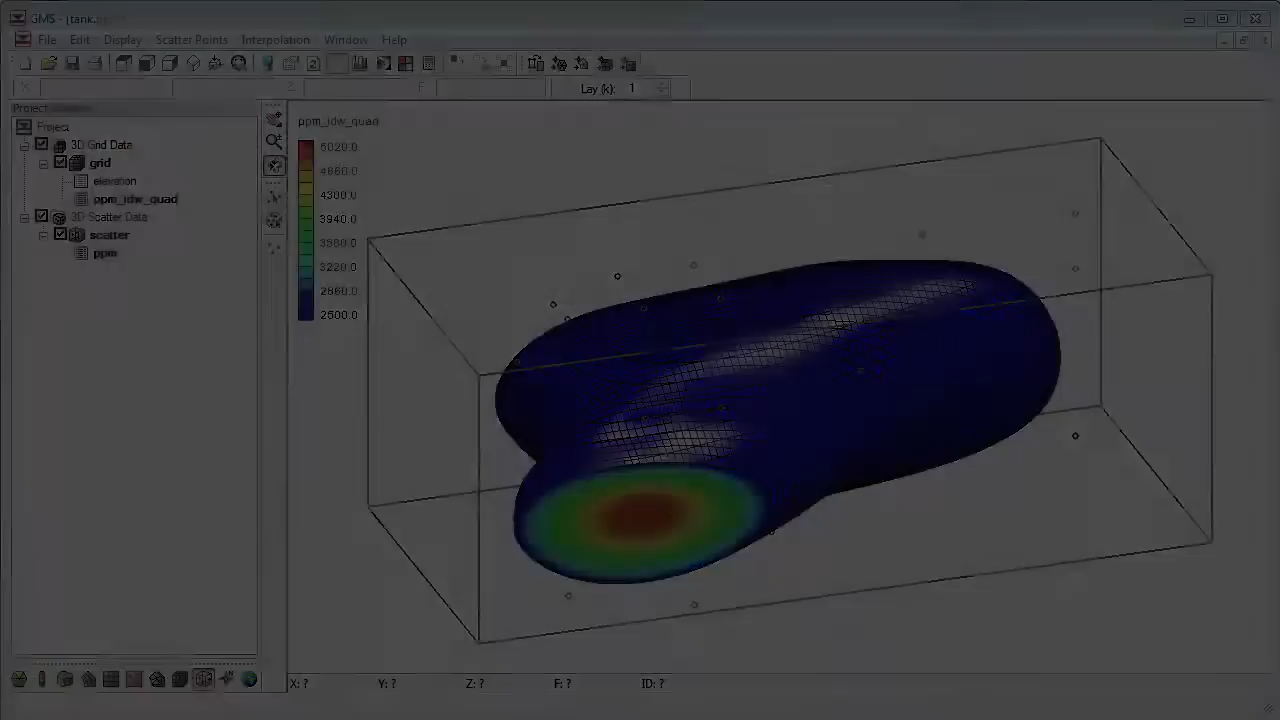 GMS - [tank.
File Edit Display Scatter Points Interpolation Window Help
X: Y: Z: F: Lay (k): 1
Project
Project
3D Grid Data
grid
elevation
ppm_idw_quad
3D Scatter Data
scatter
ppm
ppm_idw_quad
5020.0
4660.0
4300.0
3940.0
3580.0
3220.0
2860.0
2500.0
X: ? Y: ? Z: ? F: ? ID: ?